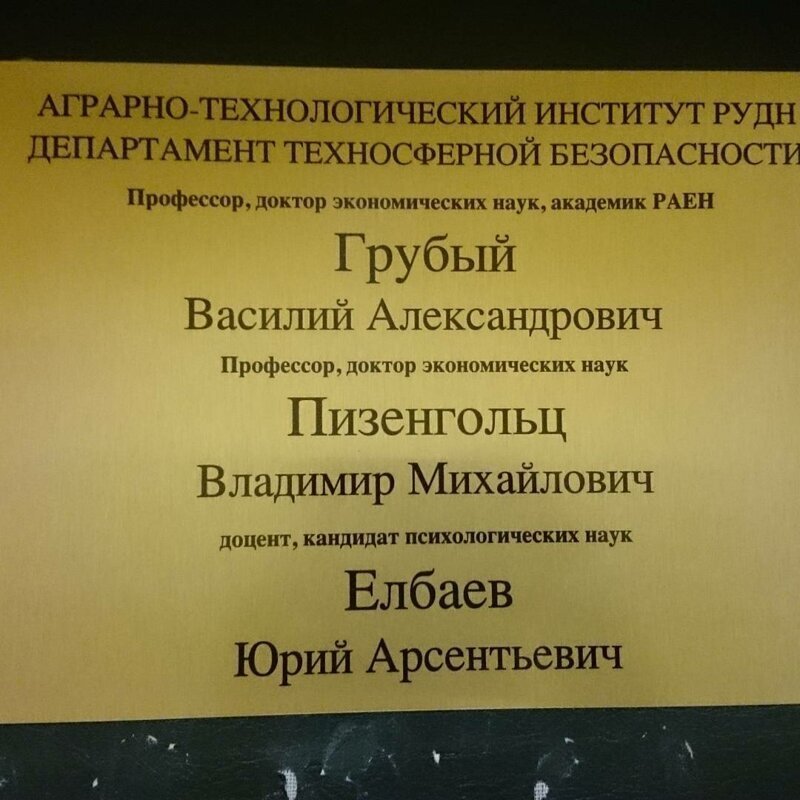 АГРАРНО-ТЕХНОЛОГИЧЕСКИЙ ИНСТИТУТ РУДН
ДЕПАРТАМЕНТ ТЕХНОСФЕРНОЙ БЕЗОПАСНОСТИ
Профессор, доктор экономических наук, академик РАЕН
Грубый
Василий Александрович
Профессор, доктор экономических наук
Пизенгольц
Владимир Михайлович
доцент, кандидат психологических наук
Елбаев
Юрий Арсентьевич